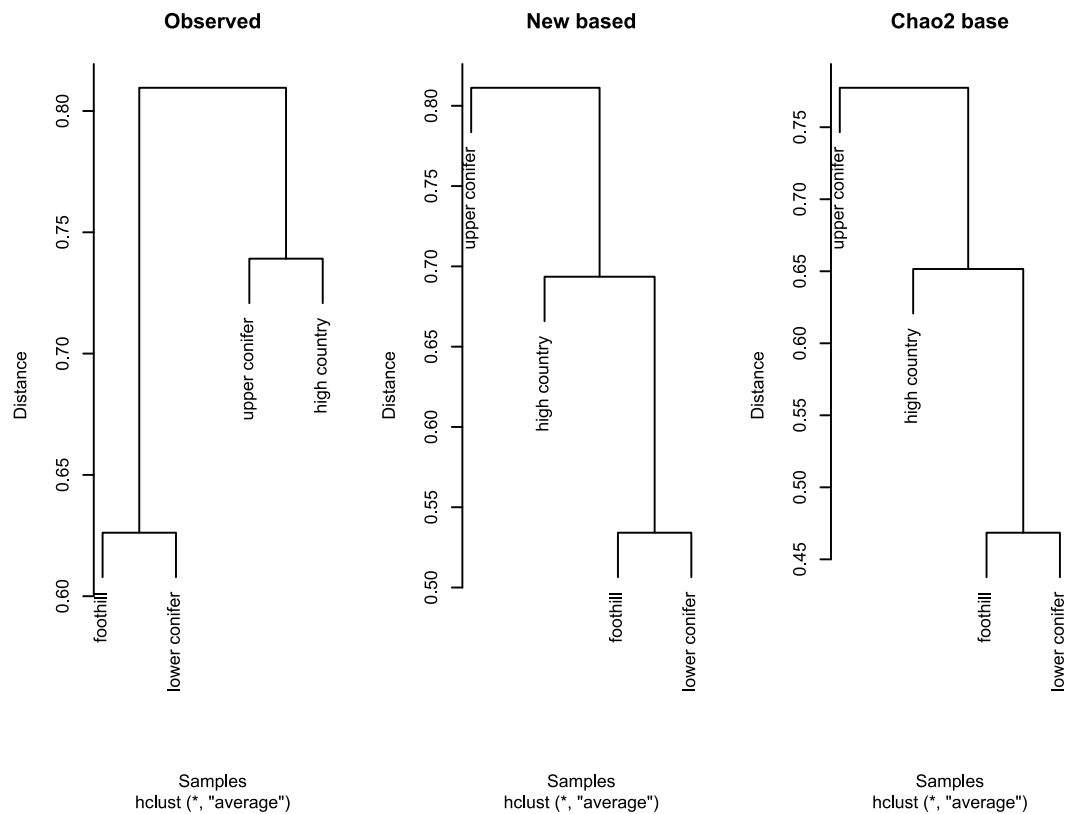 Observed
Distance
0.80
0.75
0.70
0.65
0.60
foothill
lower conifer
upper conifer
high country
Samples
hclust (*, "average")
New based
Distance
0.80
0.75
0.70
0.65
0.60
0.55
0.50
upper conifer
high country
foothill
lower conifer
Samples
hclust (*, "average")
Chao2 base
Distance
0.75
0.70
0.65
0.60
0.55
0.50
0.45
upper conifer
high country
foothill
lower conifer
Samples
hclust (*, "average")